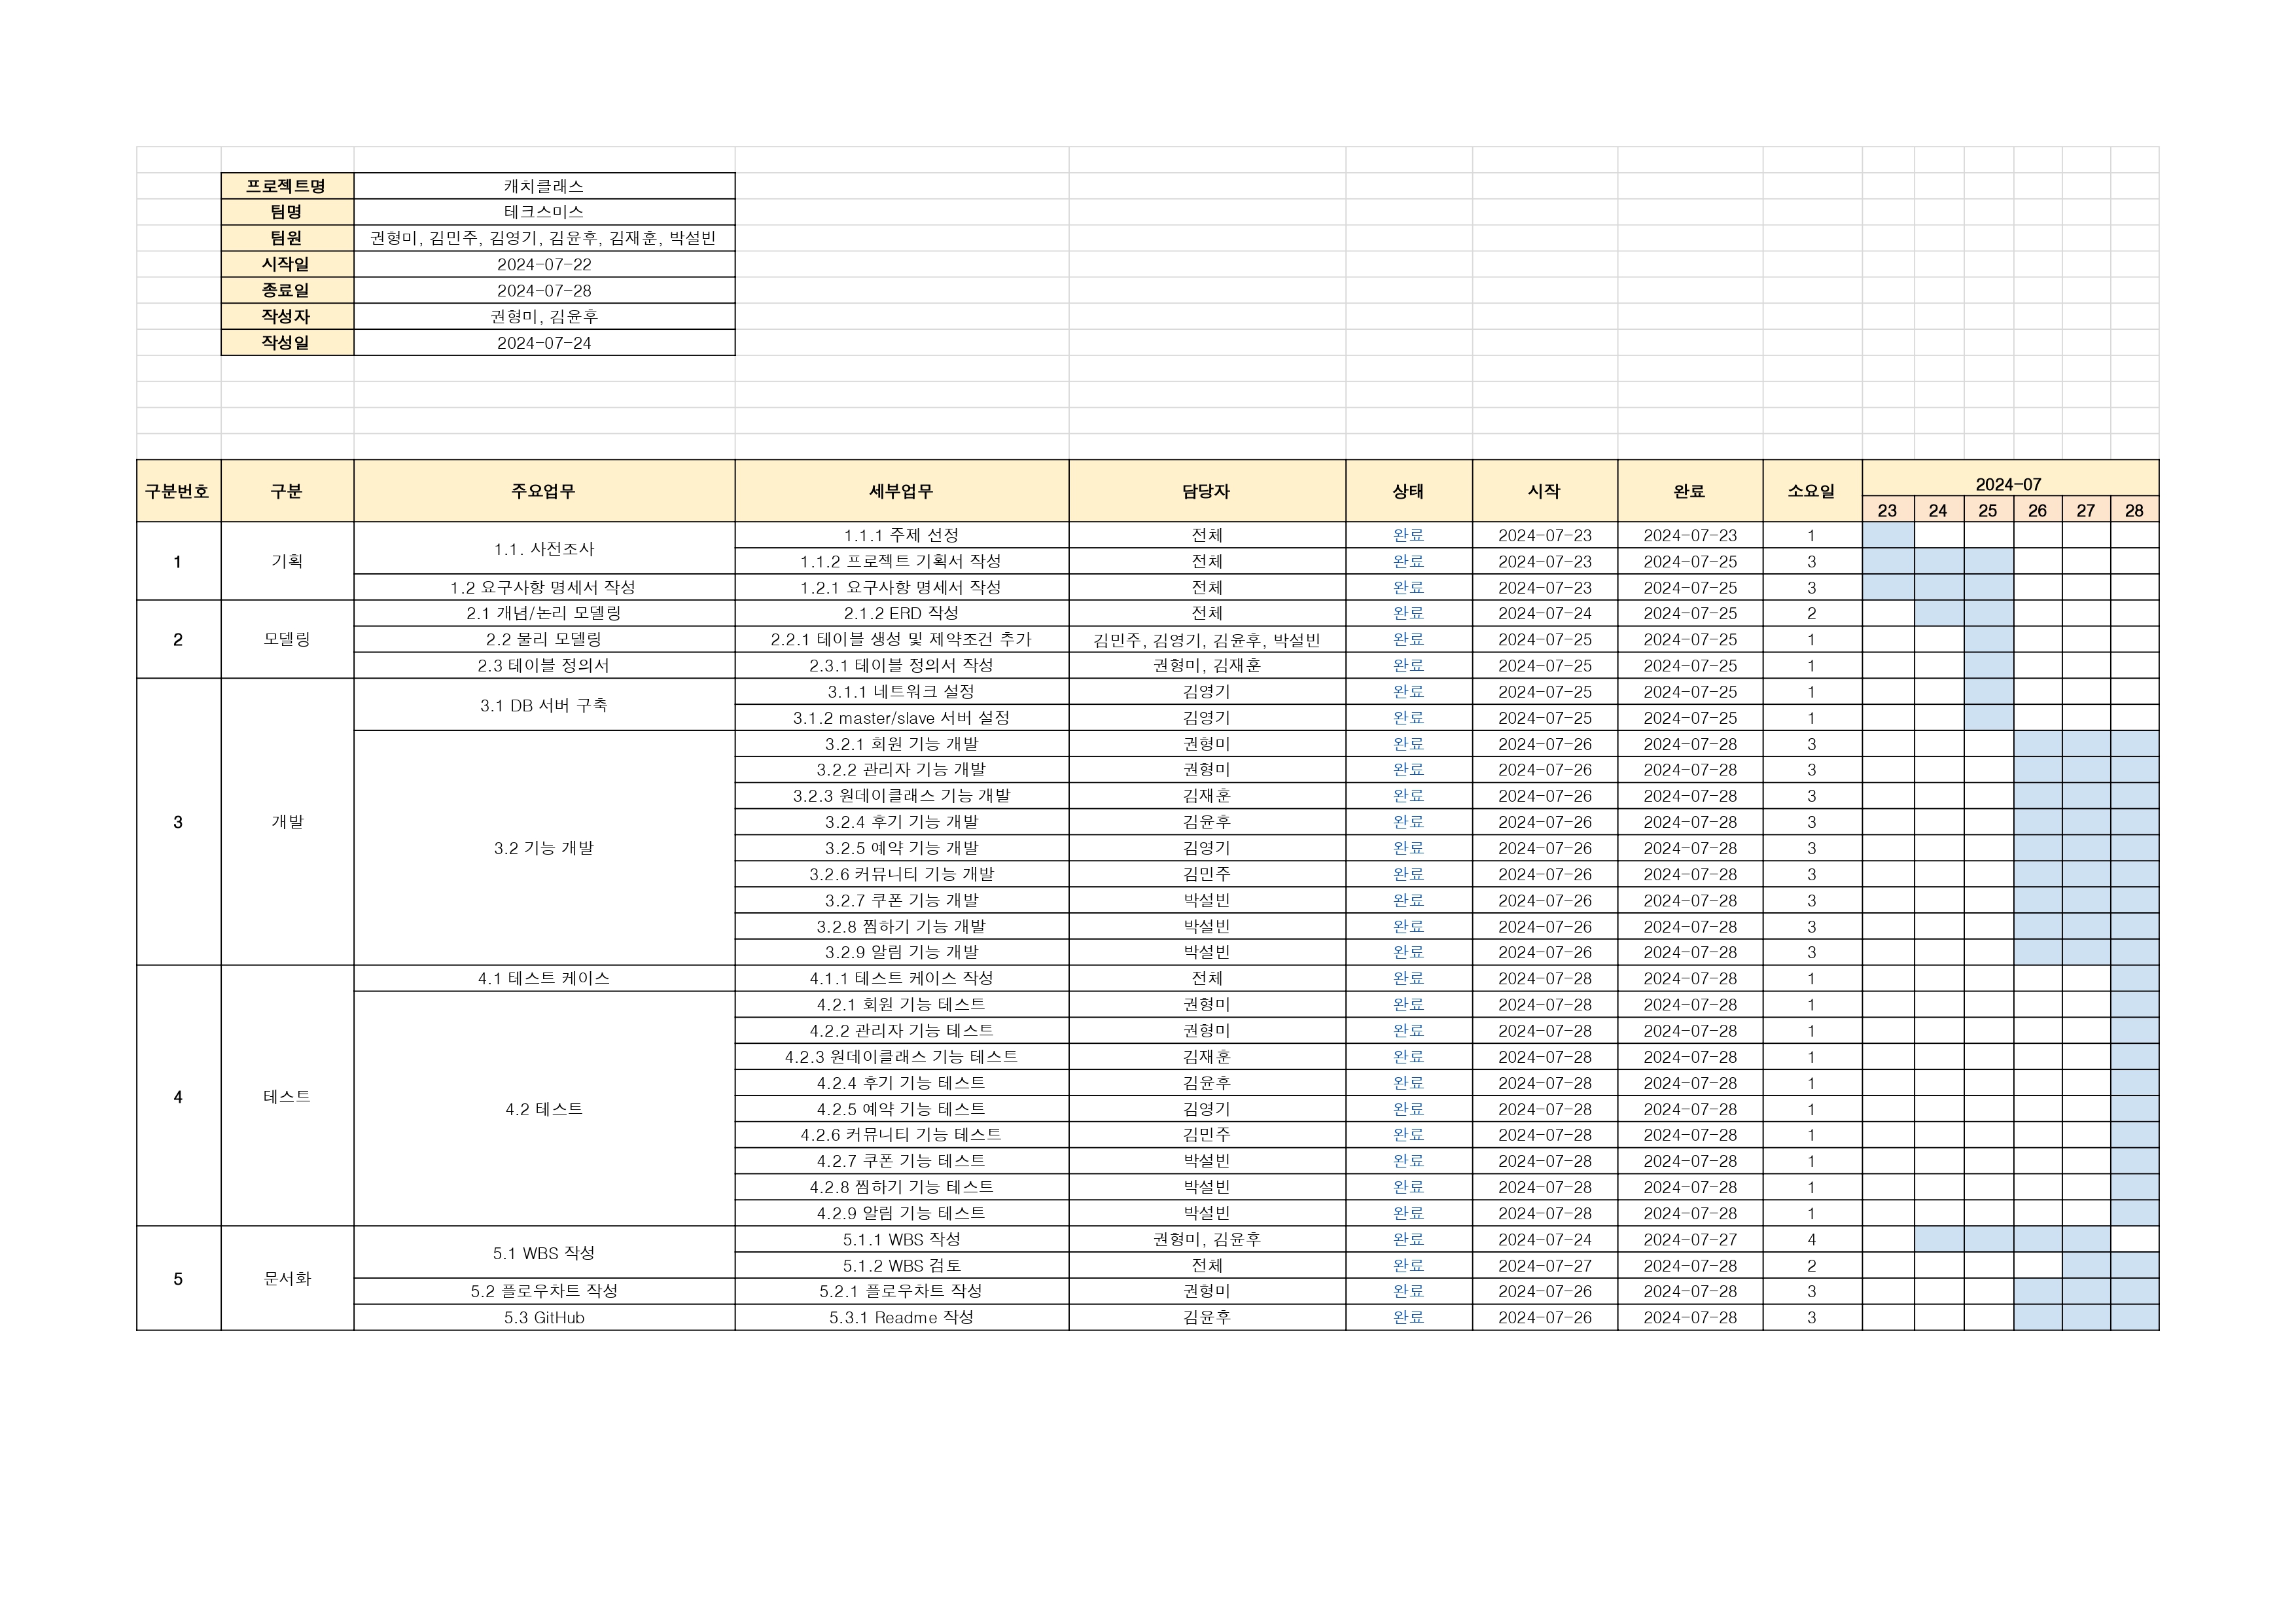 프로젝트명 캐치클래스
팀명 테크스미스
팀원 권형미, 김민주, 김영기, 김윤후, 김재훈, 박설빈
시작일 2024-07-22
종료일 2024-07-28
작성자 권형미, 김윤후
작성일 2024-07-24
구분번호 구분 주요업무 세부업무 담당자 상태 시작 완료 소요일 2024-07
23 24 25 26 27 28
1 기획 1.1. 사전조사 1.1.1 주제 선정 전체 완료 2024-07-23 2024-07-23 1
1.1.2 프로젝트 기획서 작성 전체 완료 2024-07-23 2024-07-25 3
1.2 요구사항 명세서 작성 1.2.1 요구사항 명세서 작성 전체 완료 2024-07-23 2024-07-25 3
2 모델링 2.1 개념/논리 모델링 2.1.2 ERD 작성 전체 완료 2024-07-24 2024-07-25 2
2.2 물리 모델링 2.2.1 테이블 생성 및 제약조건 추가 김민주, 김영기, 김윤후, 박설빈 완료 2024-07-25 2024-07-25 1
2.3 테이블 정의서 2.3.1 테이블 정의서 작성 권형미, 김재훈 완료 2024-07-25 2024-07-25 1
3 개발 3.1 DB 서버 구축 3.1.1 네트워크 설정 김영기 완료 2024-07-25 2024-07-25 1
3.1.2 master/slave 서버 설정 김영기 완료 2024-07-25 2024-07-25 1
3.2 기능 개발 3.2.1 회원 기능 개발 권형미 완료 2024-07-26 2024-07-28 3
3.2.2 관리자 기능 개발 권형미 완료 2024-07-26 2024-07-28 3
3.2.3 원데이클래스 기능 개발 김재훈 완료 2024-07-26 2024-07-28 3
3.2.4 후기 기능 개발 김윤후 완료 2024-07-26 2024-07-28 3
3.2.5 예약 기능 개발 김영기 완료 2024-07-26 2024-07-28 3
3.2.6 커뮤니티 기능 개발 김민주 완료 2024-07-26 2024-07-28 3
3.2.7 쿠폰 기능 개발 박설빈 완료 2024-07-26 2024-07-28 3
3.2.8 찜하기 기능 개발 박설빈 완료 2024-07-26 2024-07-28 3
3.2.9 알림 기능 개발 박설빈 완료 2024-07-26 2024-07-28 3
4 테스트 4.1 테스트 케이스 4.1.1 테스트 케이스 작성 전체 완료 2024-07-28 2024-07-28 1
4.2 테스트 4.2.1 회원 기능 테스트 권형미 완료 2024-07-28 2024-07-28 1
4.2.2 관리자 기능 테스트 권형미 완료 2024-07-28 2024-07-28 1
4.2.3 원데이클래스 기능 테스트 김재훈 완료 2024-07-28 2024-07-28 1
4.2.4 후기 기능 테스트 김윤후 완료 2024-07-28 2024-07-28 1
4.2.5 예약 기능 테스트 김영기 완료 2024-07-28 2024-07-28 1
4.2.6 커뮤니티 기능 테스트 김민주 완료 2024-07-28 2024-07-28 1
4.2.7 쿠폰 기능 테스트 박설빈 완료 2024-07-28 2024-07-28 1
4.2.8 찜하기 기능 테스트 박설빈 완료 2024-07-28 2024-07-28 1
4.2.9 알림 기능 테스트 박설빈 완료 2024-07-28 2024-07-28 1
5 문서화 5.1 WBS 작성 5.1.1 WBS 작성 권형미, 김윤후 완료 2024-07-24 2024-07-27 4
5.1.2 WBS 검토 전체 완료 2024-07-27 2024-07-28 2
5.2 플로우차트 작성 5.2.1 플로우차트 작성 권형미 완료 2024-07-26 2024-07-28 3
5.3 GitHub 5.3.1 Readme 작성 김윤후 완료 2024-07-26 2024-07-28 3